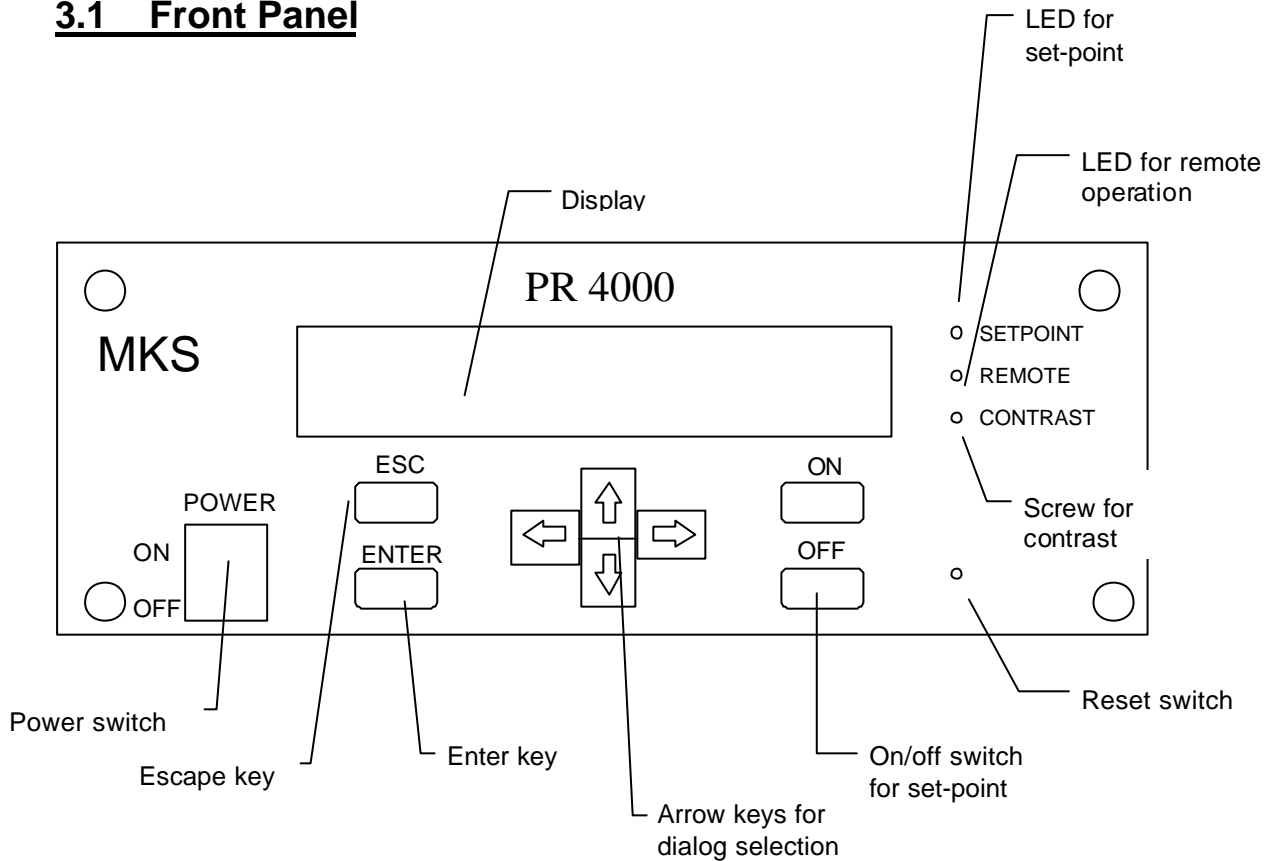 3.1 Front Panel
LED for
set-point
LED for remote
operation
Display
PR 4000
MKS
SETPOINT
REMOTE
CONTRAST
ESC
ON
POWER
ON
OFF
ENTER
OFF
Screw for
contrast
Power switch
Escape key
Enter key
Arrow keys for
dialog selection
On/off switch
for set-point
Reset switch